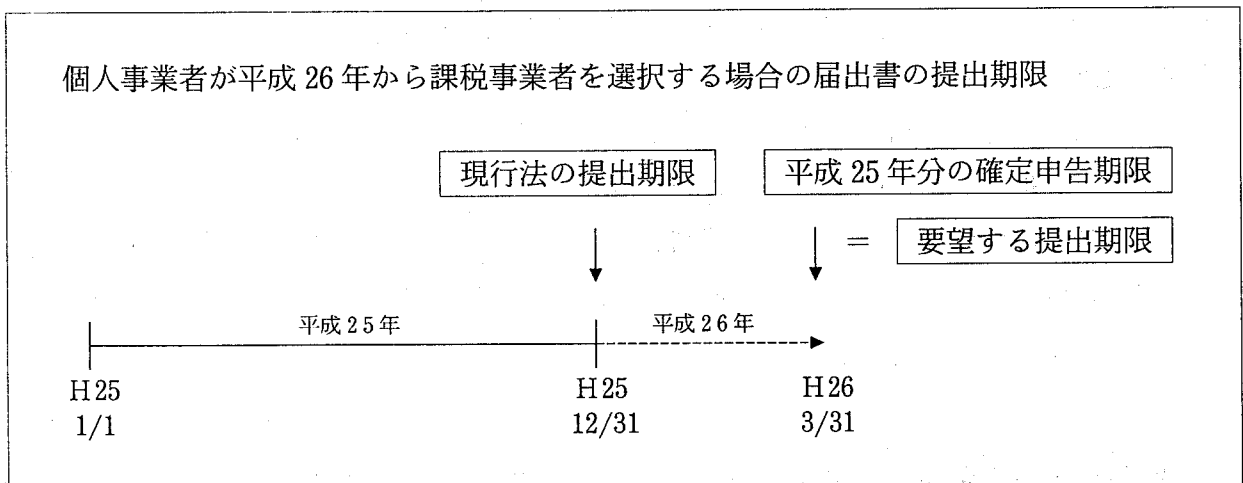 個人事業者が平成 26 年から課税事業者を選択する場合の届出書の提出期限
現行法の提出期限
平成 25 年分の確定申告期限
＝ 要望する提出期限
平成25年
平成26年
H25
1/1
H25
12/31
H26
3/31